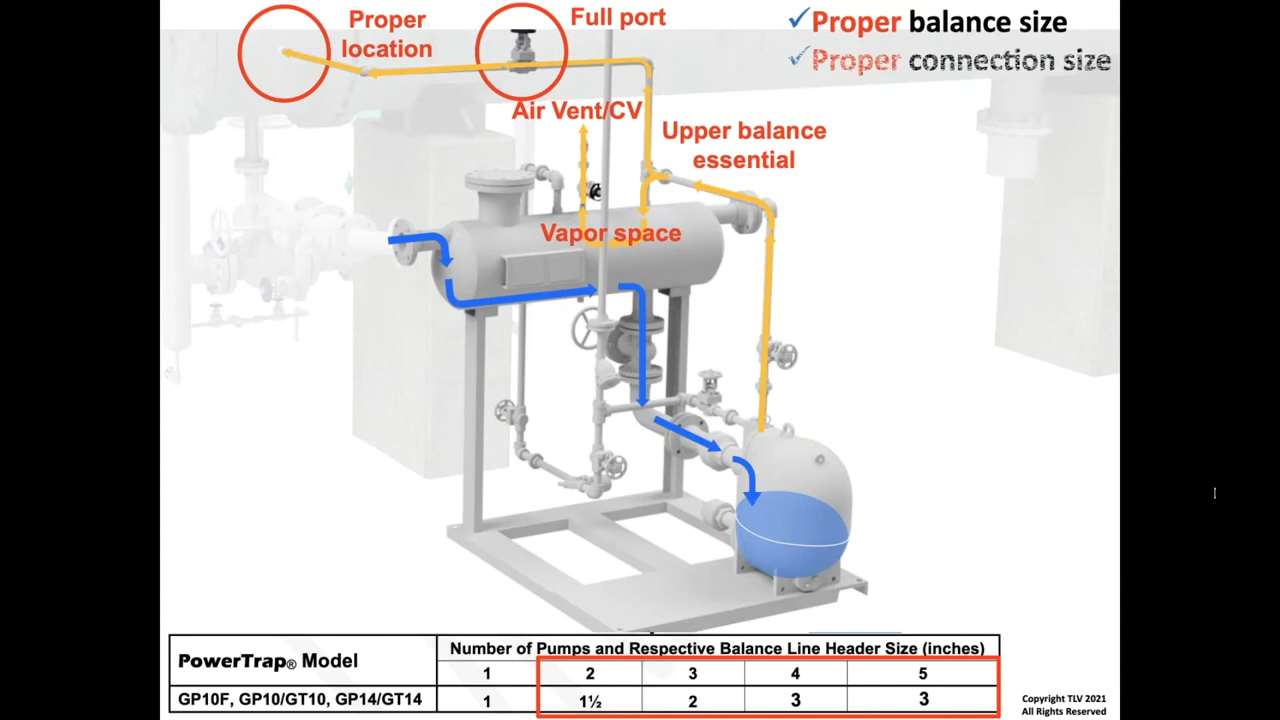 Proper
location
Full port
✓Proper balance size
✓Proper connection size
Air Vent/CV
Upper balance
essential
Vapor space
PowerTrap® Model
Number of Pumps and Respective Balance Line Header Size (inches)
1 2 3 4 5
GP10F, GP10/GT10, GP14/GT14 1 1½ 2 3 3
Copyright TLV 2021
All Rights Reserved